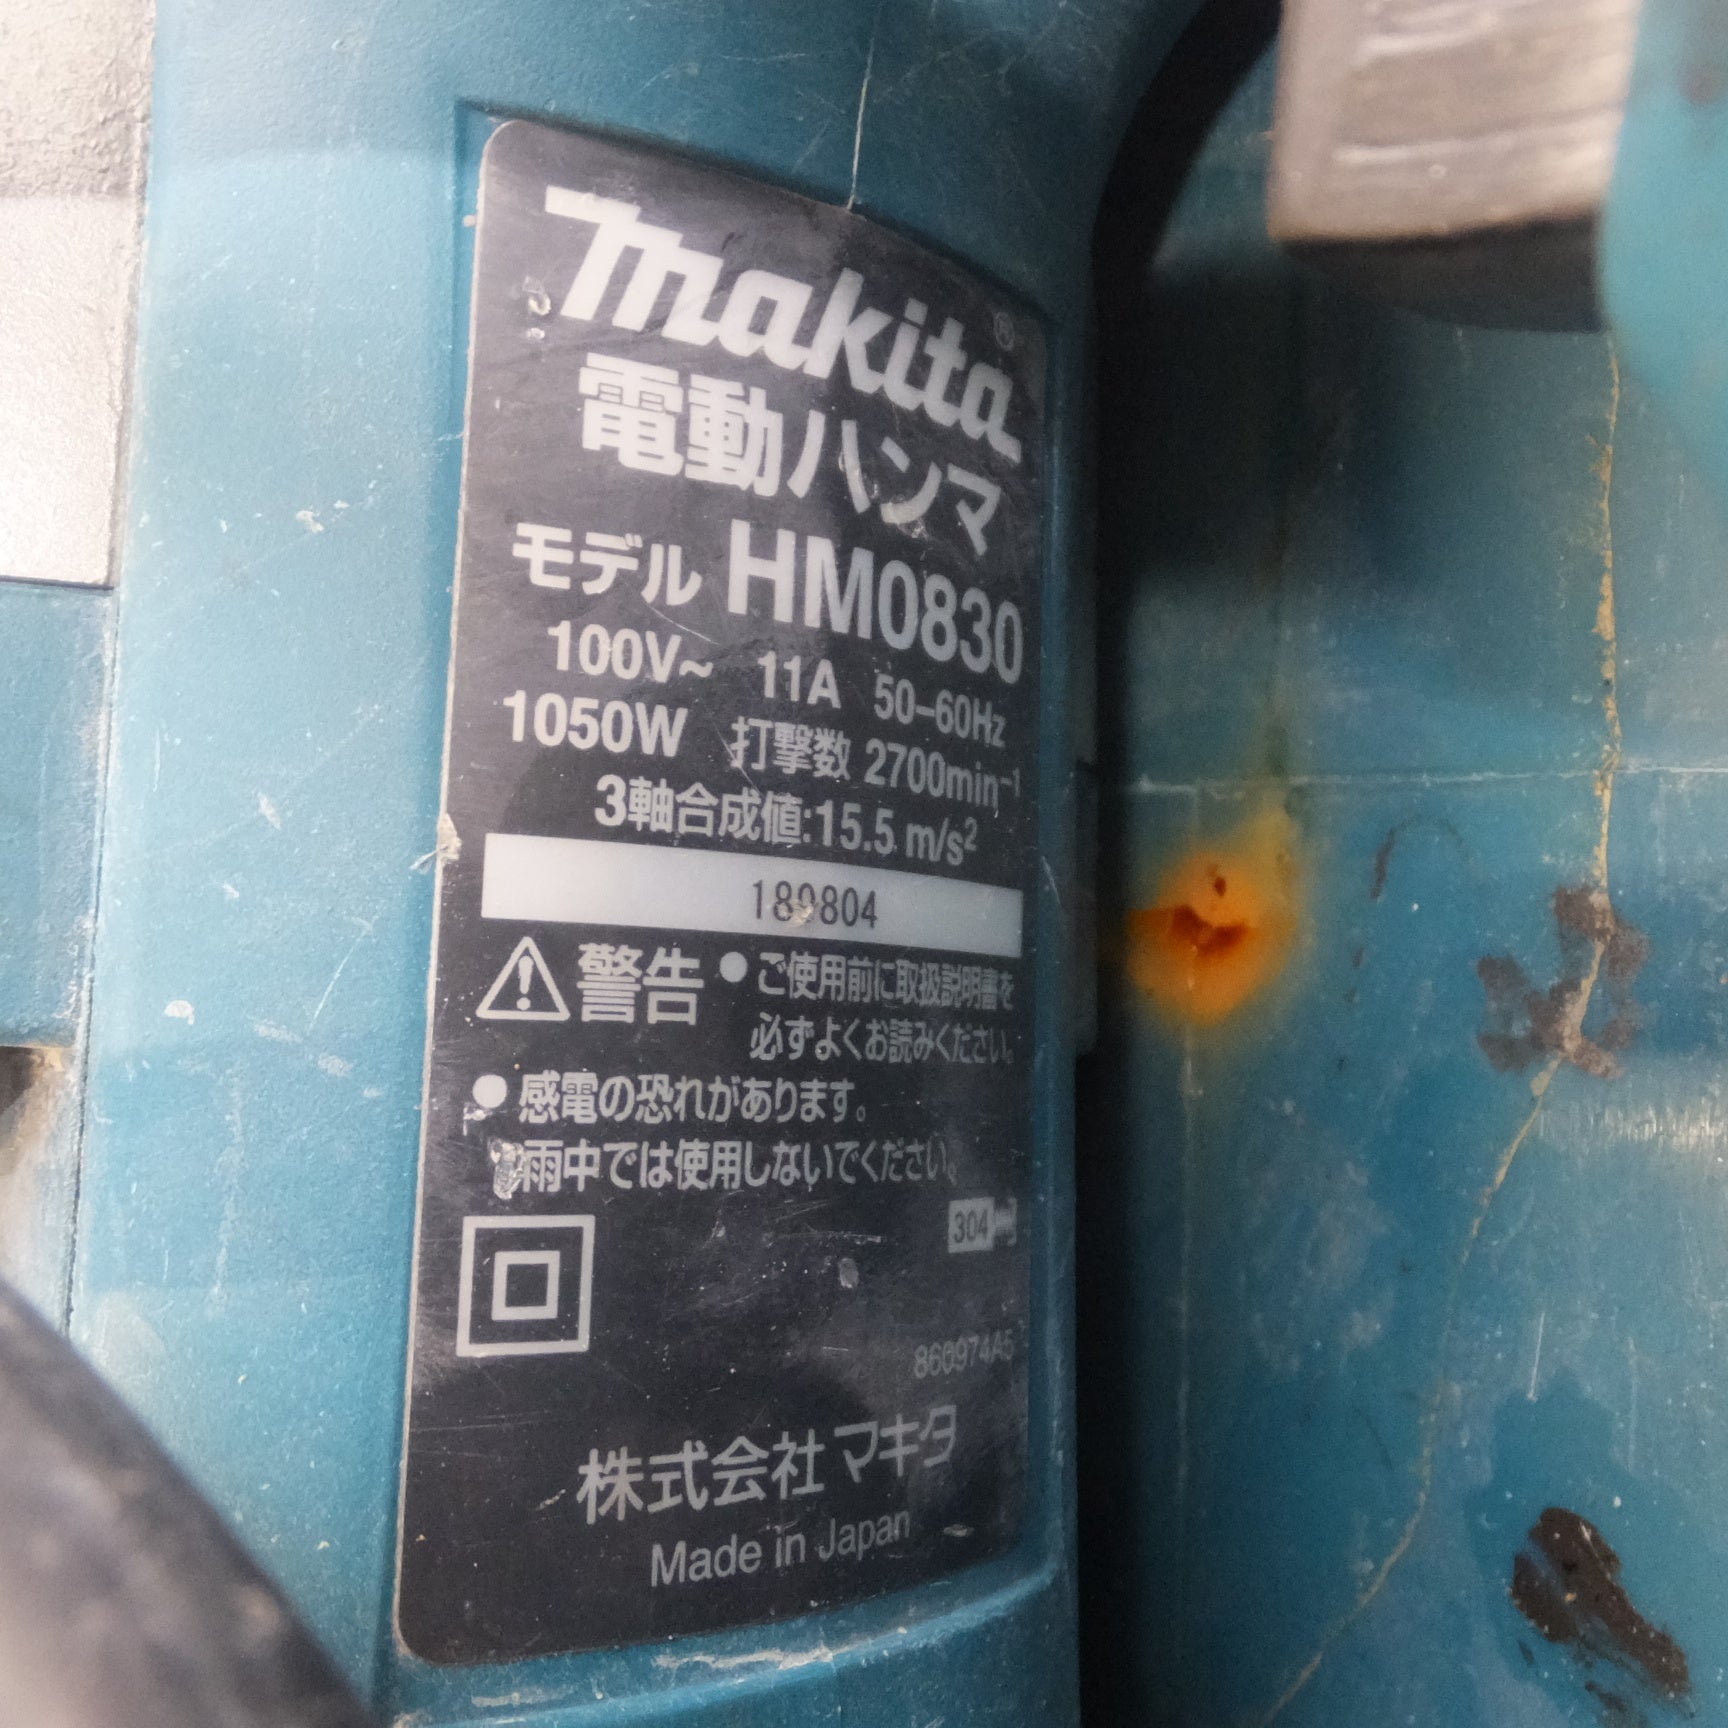 makita®
電動ハンマ
モデル HM0830
100V~ 11A 50-60Hz
1050W 打撃数 2700min-1
3軸合成値:15.5 m/s2
189804
警告 ●ご使用前に取扱説明書を
必ずよくお読みください。
●感電の恐れがあります。
雨中では使用しないでください。
304
860974A5
株式会社マキタ
Made in Japan